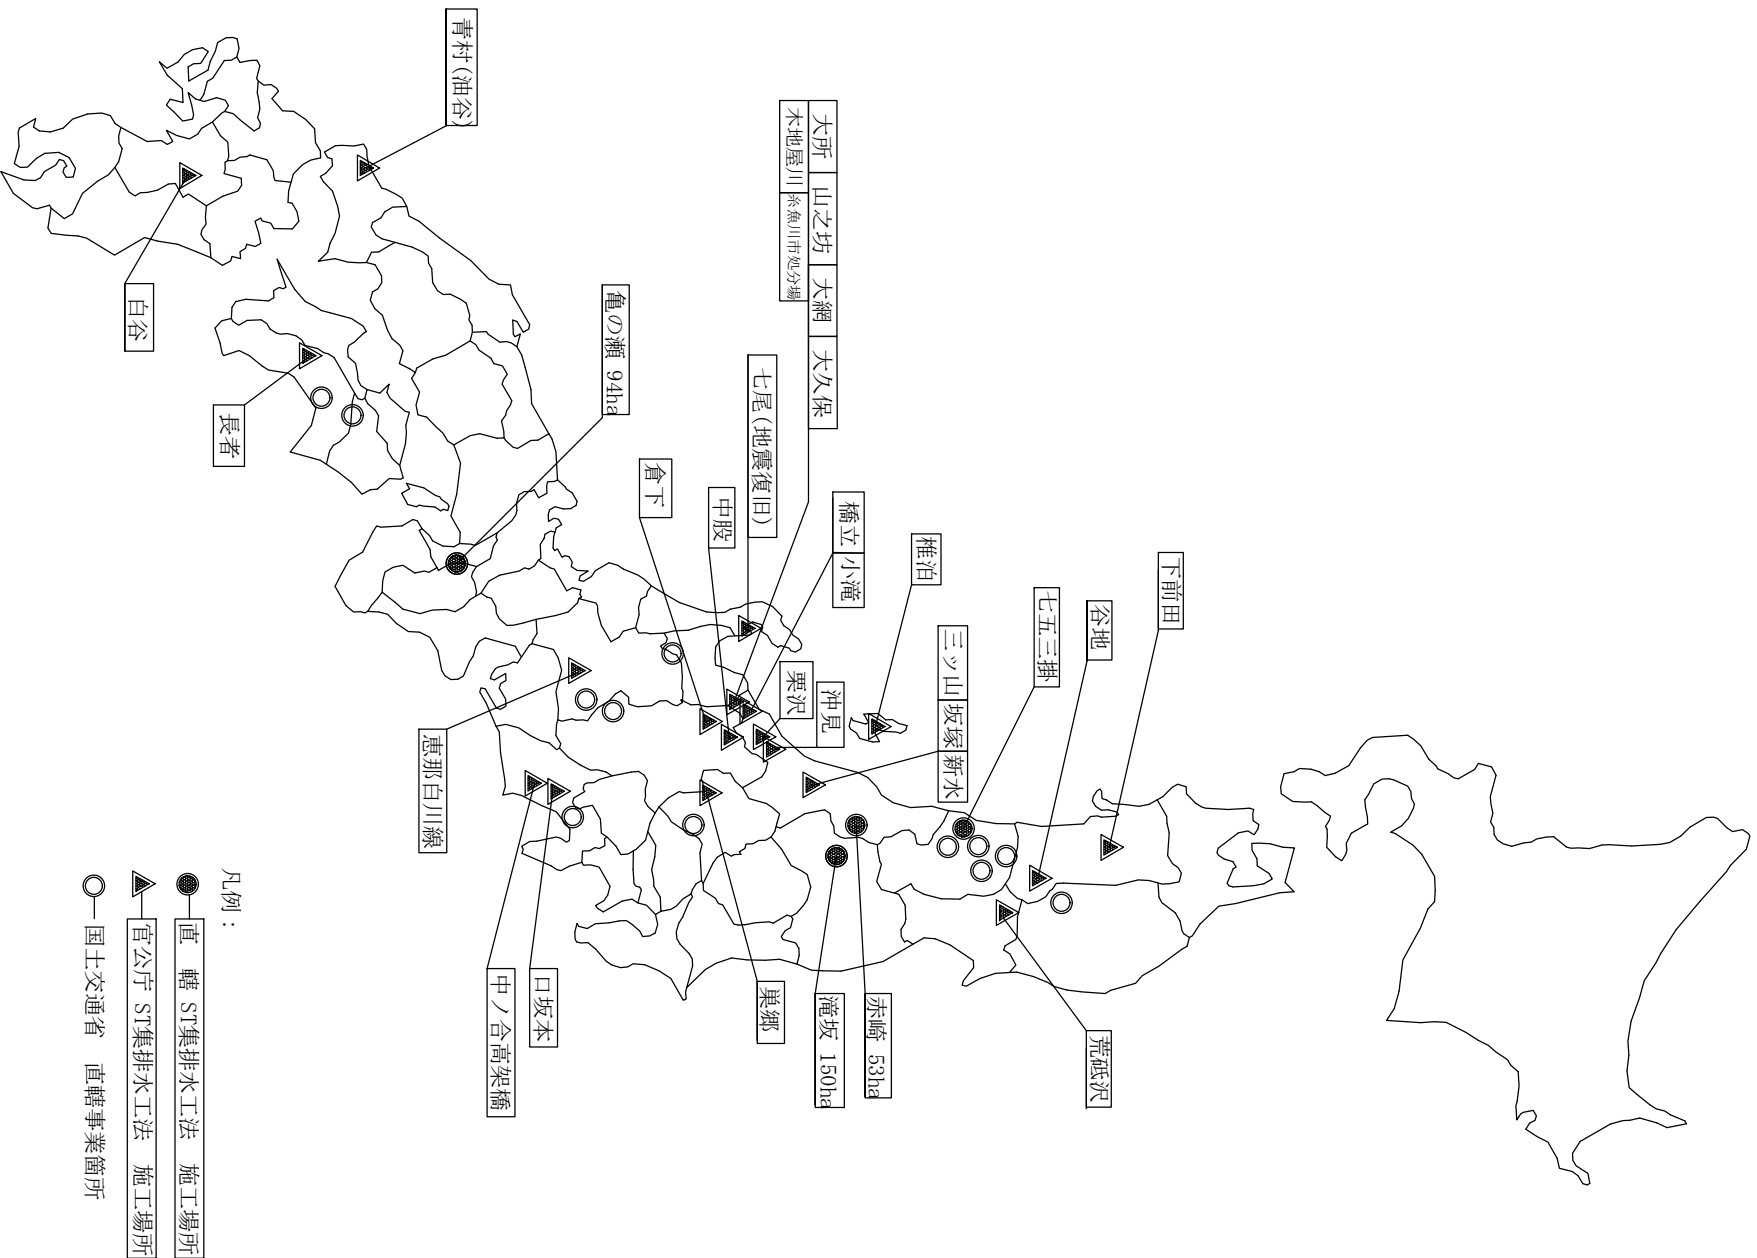 青村(油谷)
白谷
長者
亀の瀬 94ha
大所 山之坊 大網 大久保
木地屋川 糸魚川市処分場
七尾(地震復旧)
倉下
中股
橋立 小滝
椎泊
下前田
谷地
七五三掛
三ッ山 坂塚 新水
沖見
栗沢
恵那白川線
中ノ合高架橋
口坂本
巣郷
滝坂 150ha
赤崎 53ha
荒砥沢
凡例：
直 轄 ST集排水工法 施工場所
官公庁 ST集排水工法 施工場所
国土交通省 直轄事業箇所